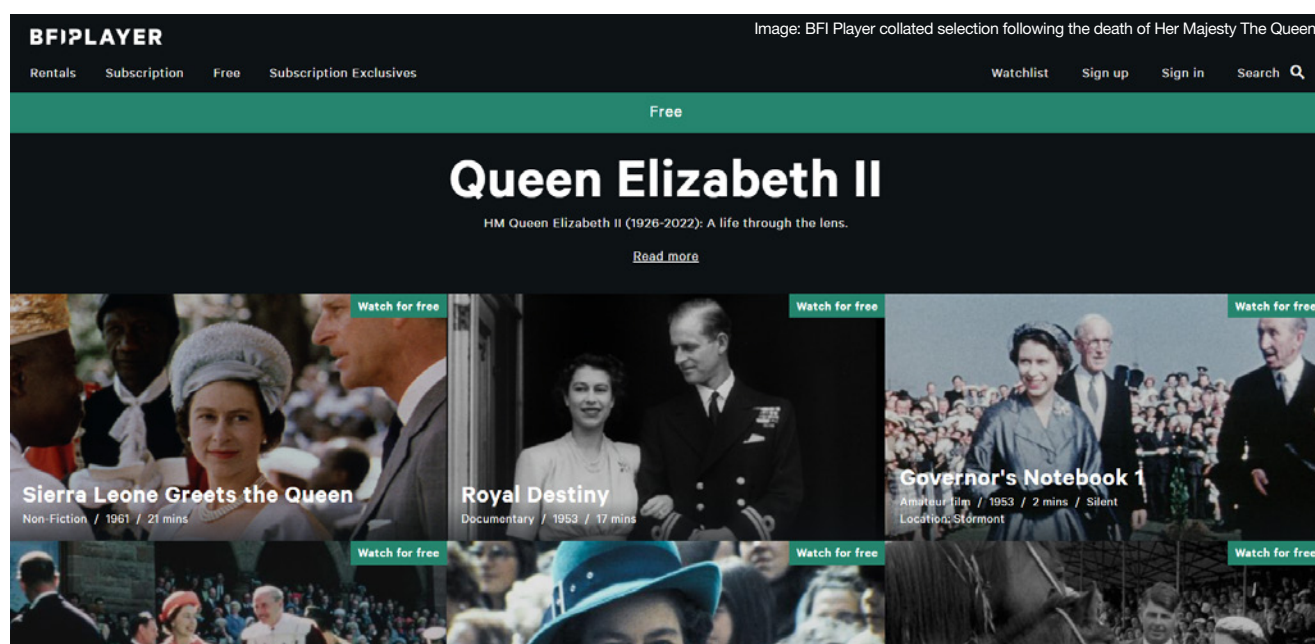 Image: BFI Player collated selection following the death of Her Majesty The Queen
BFI PLAYER
Rentals Subscription Free Subscription Exclusives Watchlist Sign up Sign in Search
Free
Queen Elizabeth II
HM Queen Elizabeth II (1926-2022): A life through the lens.
Read more
Watch for free
Sierra Leone Greets the Queen
Non-Fiction / 1961 / 21 mins
Watch for free
Royal Destiny
Documentary / 1953 / 17 mins
Watch for free
Governor's Notebook 1
Amateur film / 1953 / 2 mins / Silent
Location: Stormont
Watch for free
Watch for free
Watch for free